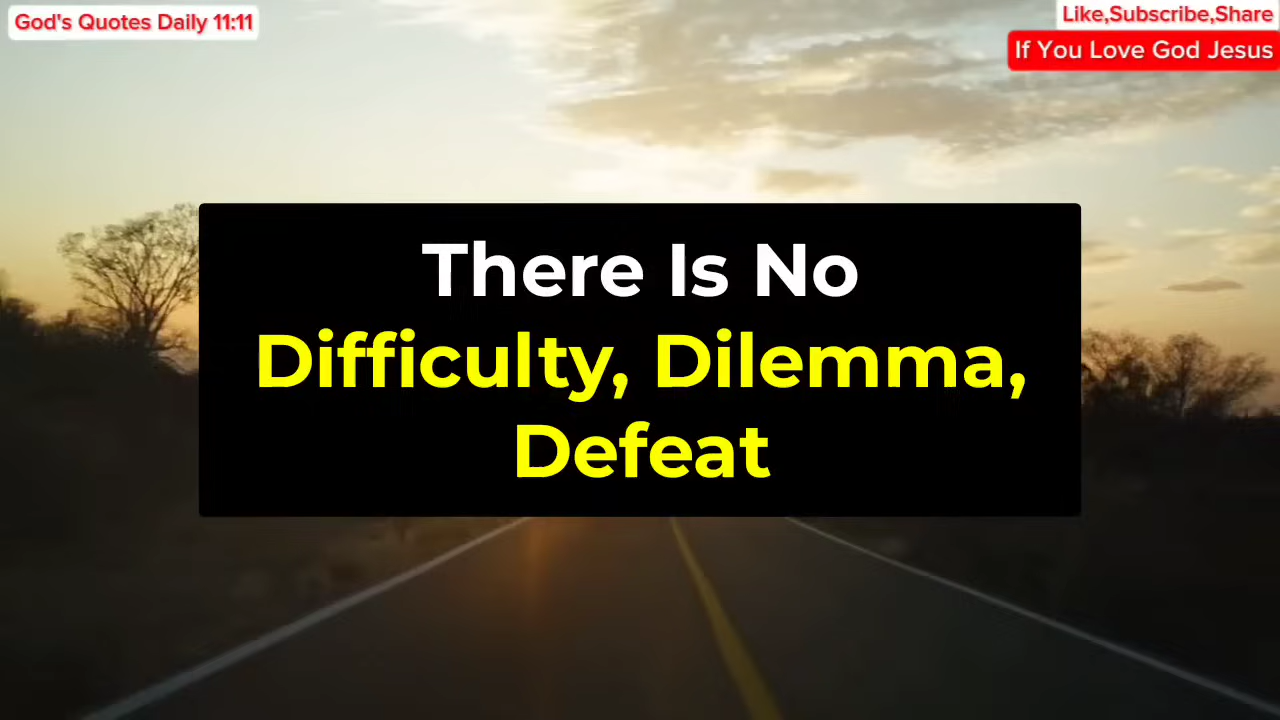 God's Quotes Daily 11:11
Like,Subscribe,Share
If You Love God Jesus
There Is No
Difficulty, Dilemma,
Defeat